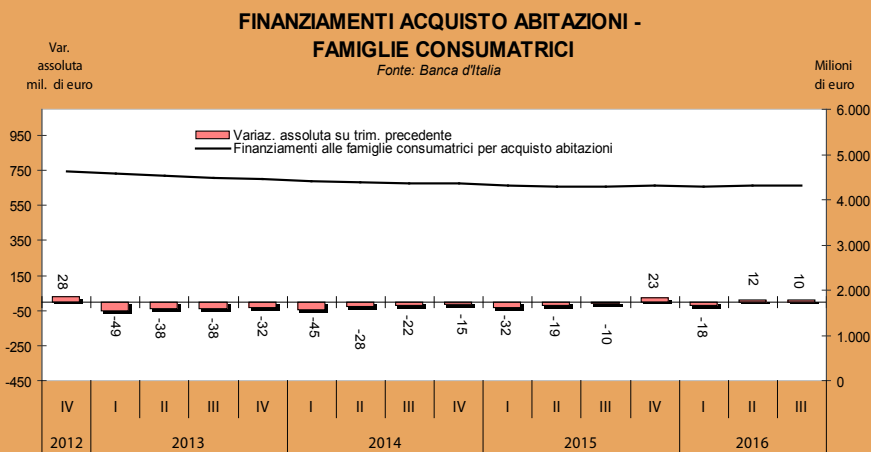 FINANZIAMENTI ACQUISTO ABITAZIONI -
FAMIGLIE CONSUMATRICI
Fonte: Banca d'Italia
Var.
assoluta
mil. di euro
Milioni
di euro
Variaz. assoluta su trim. precedente
Finanziamenti alle famiglie consumatrici per acquisto abitazioni
950
750
550
350
150
-50
-250
-450
6.000
5.000
4.000
3.000
2.000
1.000
0
28
-49
-38
-38
-32
-45
-28
-22
-15
-32
-19
-10
23
-18
12
10
IV I II III IV I II III IV I II III IV I II III
2012 2013 2014 2015 2016